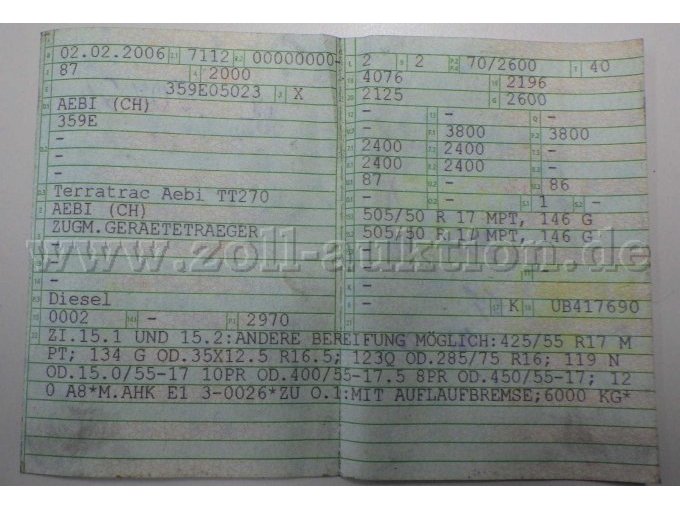 02.02.2006 7112 00000000-
87 2000
359E05023 X
AEBI (CH)
359E
-
-
Terratrac Aebi TT270
AEBI (CH)
ZUGM.GERAETETRAEGER
-
-
Diesel
0002 - 2970
2 2 70/2600 40
4076 2196
2125 2600
- - -
- 3800 3800
2400 2400 -
2400 2400 -
87 - 86
- - 1 -
505/50 R 17 MPT, 146 G
505/50 R 17 MPT, 146 G
-
-
-
- K UB417690
ZI.15.1 UND 15.2:ANDERE BEREIFUNG MÖGLICH:425/55 R17 M
PT; 134 G OD.35X12.5 R16.5; 123Q OD.285/75 R16; 119 N
OD.15.0/55-17 10PR OD.400/55-17.5 8PR OD.450/55-17; 12
0 A8*M.AHK E1 3-0026*ZU O.1:MIT AUFLAUFBREMSE;6000 KG*
www.zoll-auktion.de